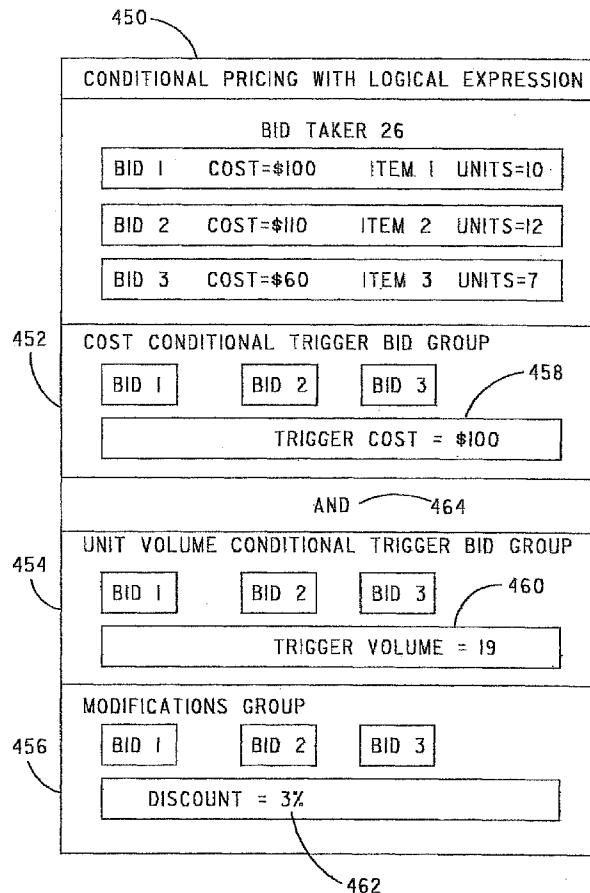 450
CONDITIONAL PRICING WITH LOGICAL EXPRESSION
BID TAKER 26
BID 1 COST=$100 ITEM 1 UNITS=10
BID 2 COST=$110 ITEM 2 UNITS=12
BID 3 COST=$60 ITEM 3 UNITS=7
452
COST CONDITIONAL TRIGGER BID GROUP
BID 1 BID 2 BID 3
458
TRIGGER COST = $100
AND 464
454
UNIT VOLUME CONDITIONAL TRIGGER BID GROUP
BID 1 BID 2 BID 3
460
TRIGGER VOLUME = 19
456
MODIFICATIONS GROUP
BID 1 BID 2 BID 3
DISCOUNT = 3%
462